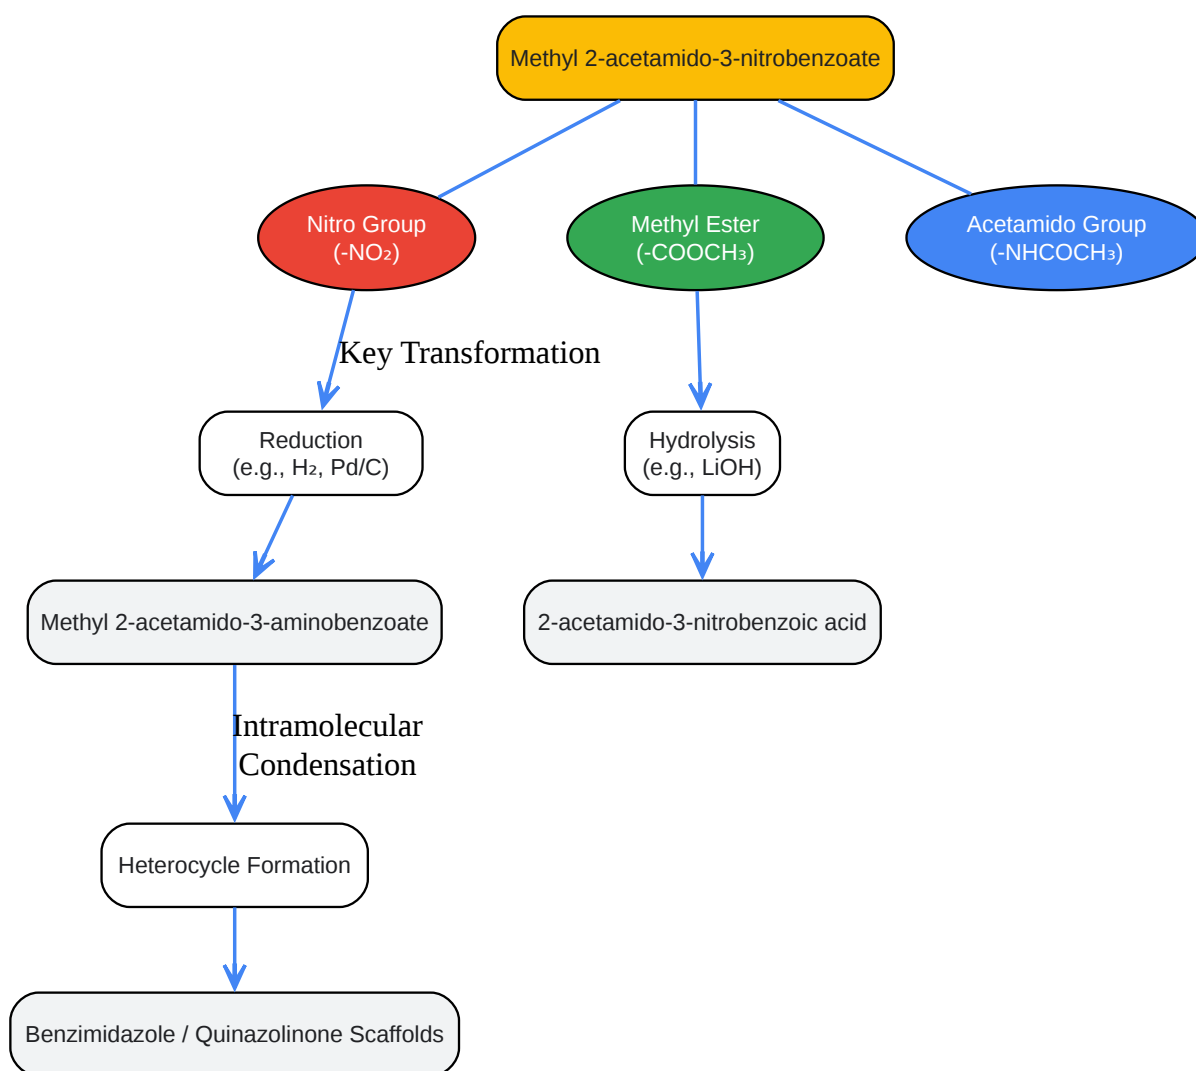 Methyl 2-acetamido-3-nitrobenzoate
Nitro Group
(-NO₂)
Methyl Ester
(-COOCH₃)
Acetamido Group
(-NHCOCH₃)
Key Transformation
Reduction
(e.g., H₂, Pd/C)
Hydrolysis
(e.g., LiOH)
Methyl 2-acetamido-3-aminobenzoate
2-acetamido-3-nitrobenzoic acid
Intramolecular
Condensation
Heterocycle Formation
Benzimidazole / Quinazolinone Scaffolds